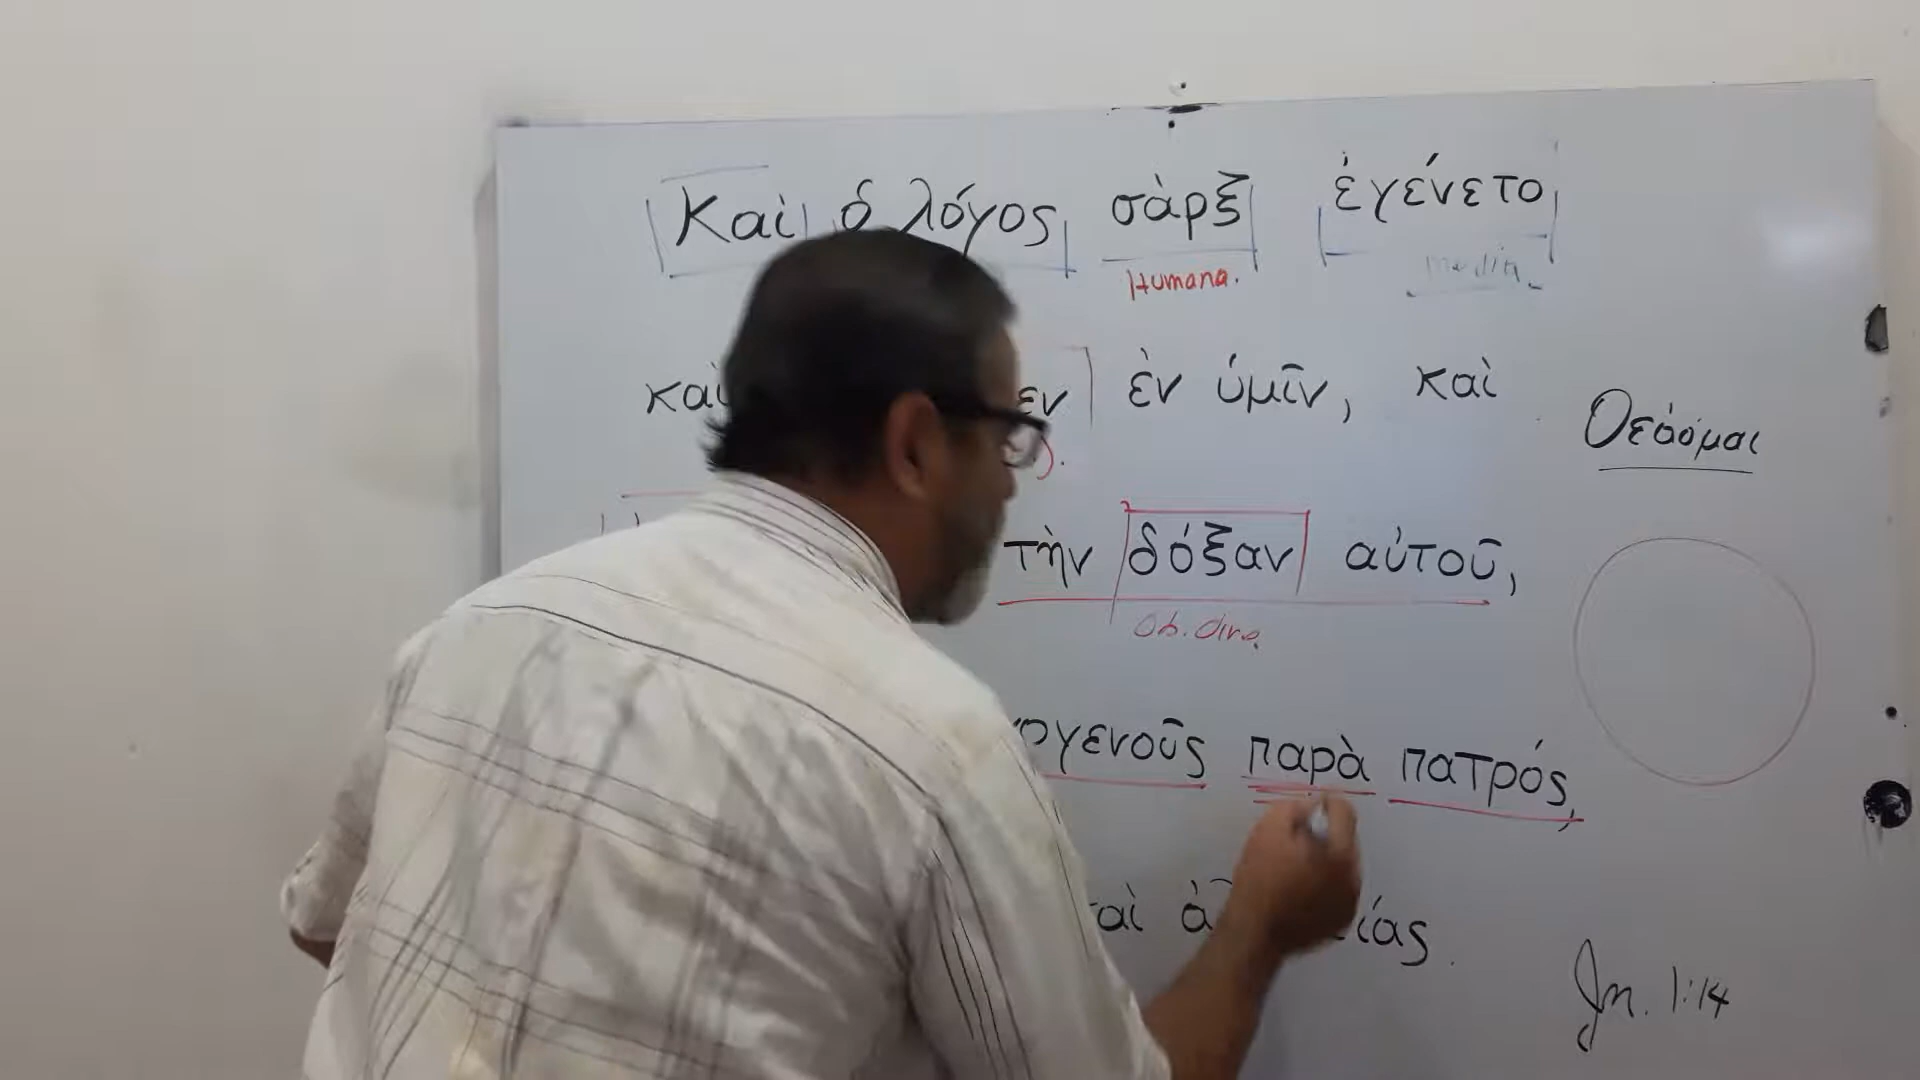 Καὶ ὁ λόγος σὰρξ ἐγένετο
Humana.
media
καὶ εν ἐν ὑμῖν, καὶ
Θεάομαι
τὴν δόξαν αὐτοῦ,
Ob. Dire.
ογενοῦς παρὰ πατρός,
αὶ ἀ ίας.
Jn. 1:14